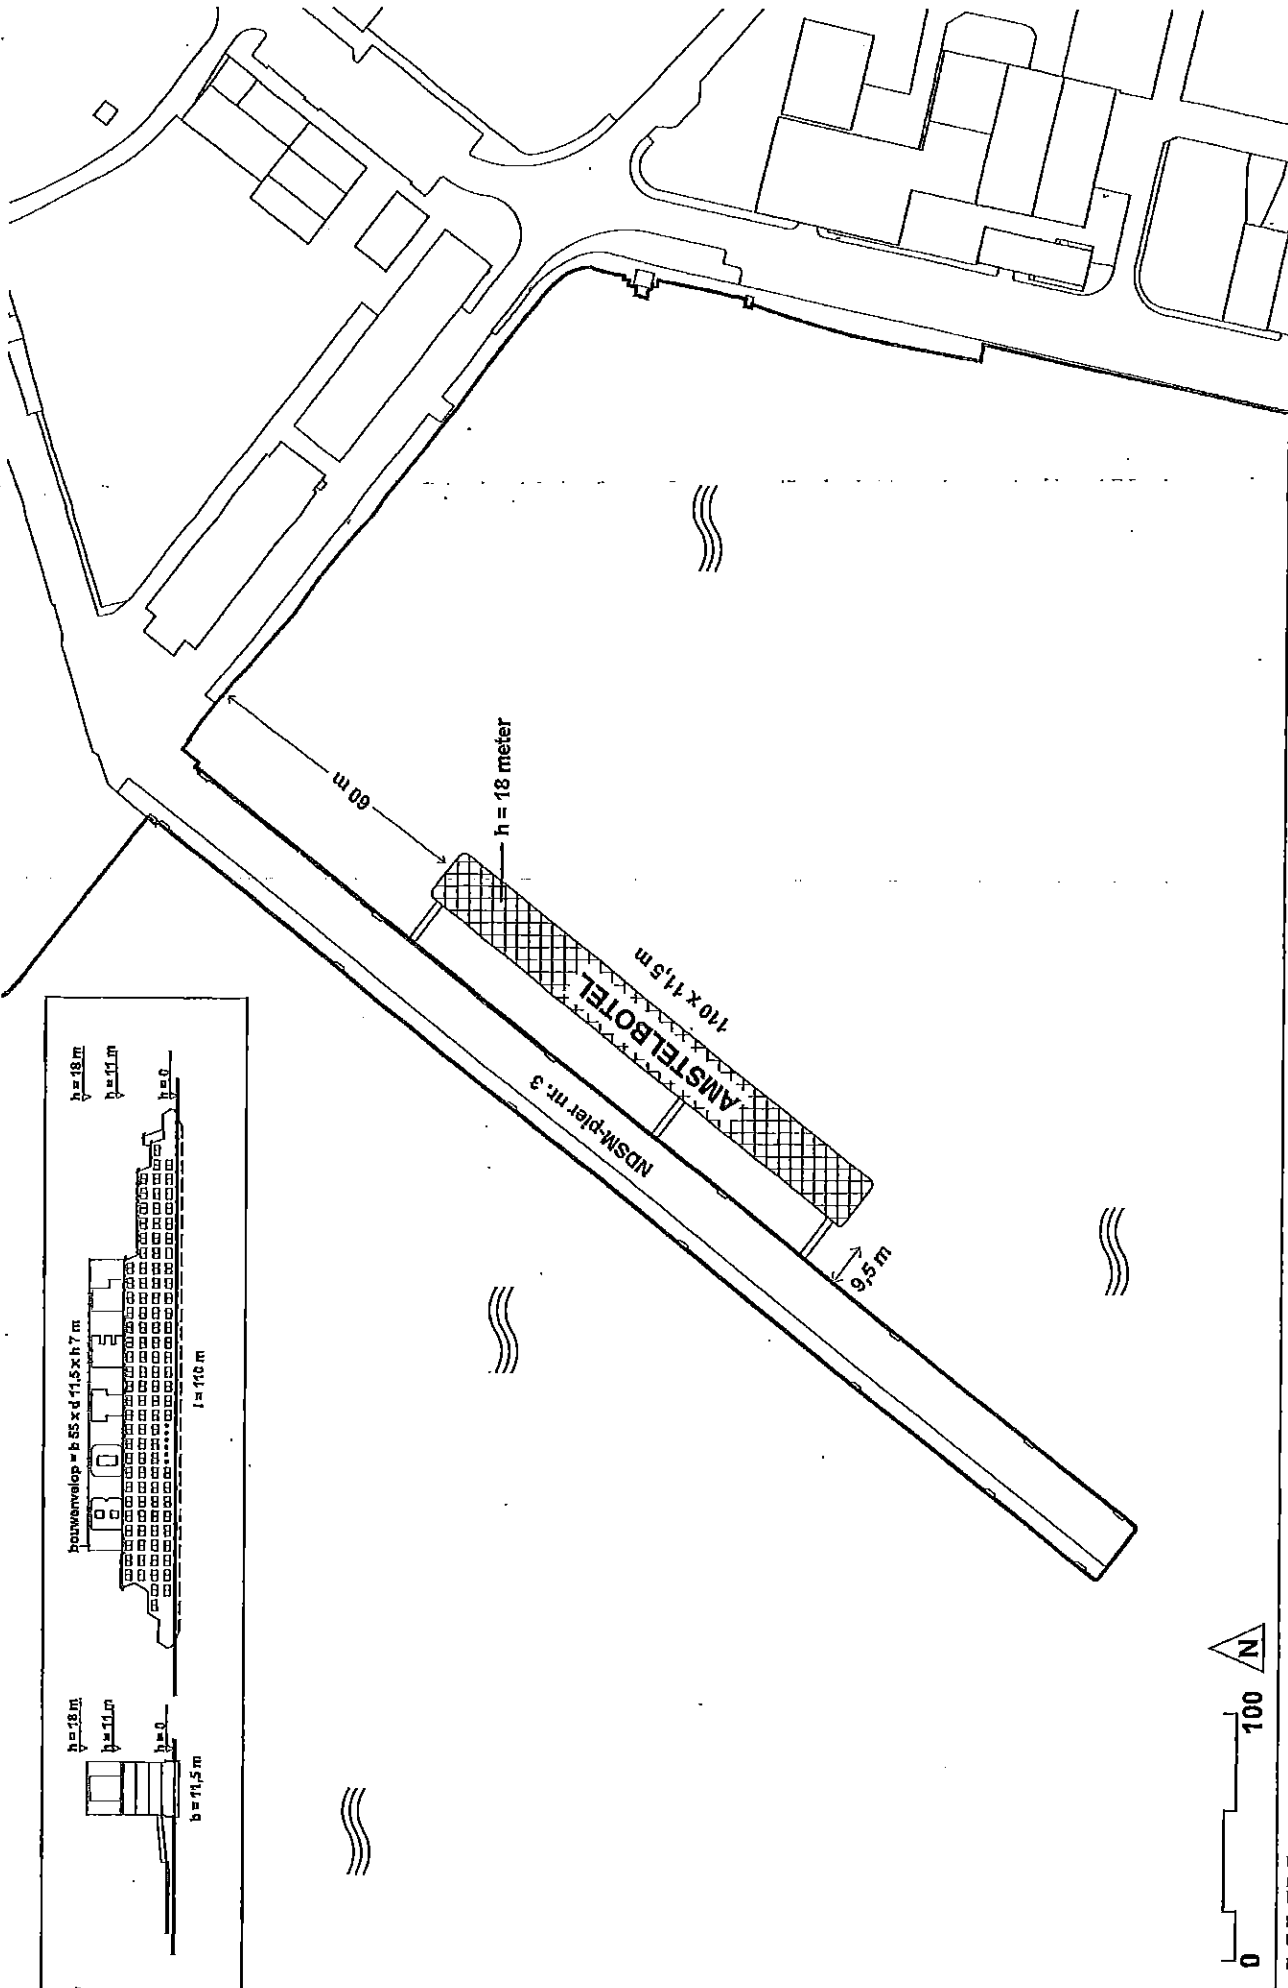 h = 18 m
h = 11 m
h = 0
b = 11,5 m
bouwenvelop = b 55 x d 11,5 x h 7 m
BOTEL
h = 18 m
h = 11 m
h = 0
l = 110 m
60 m
h = 18 meter
AMSTELBOTEL
110 x 11,5 m
NDSM-pier nr. 3
9,5 m
0
100
N